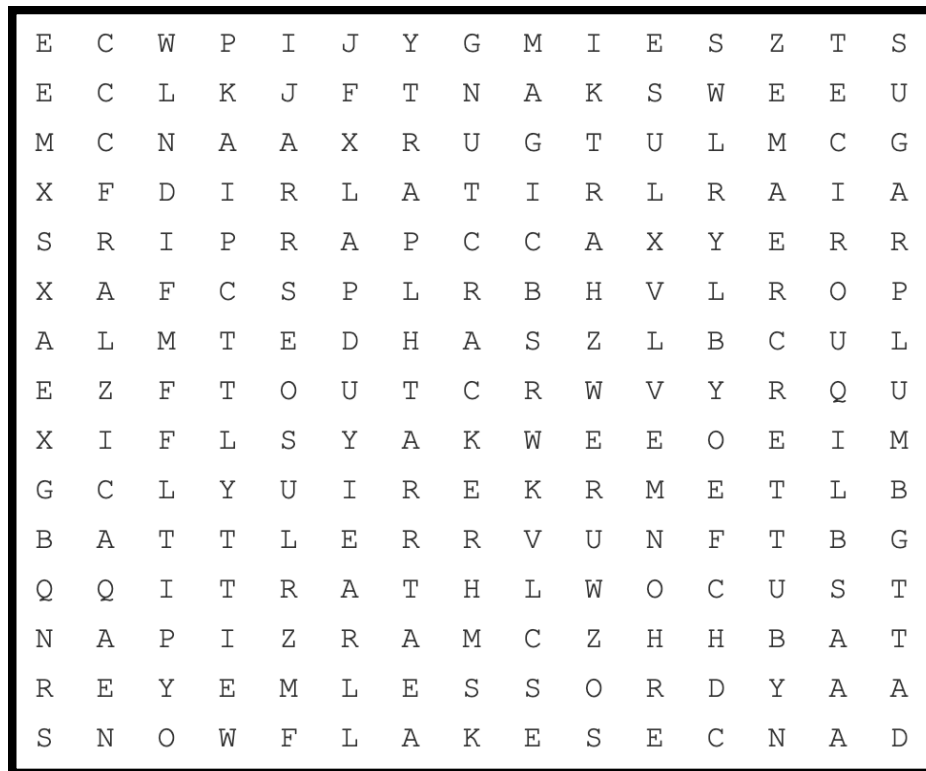 E C W P I J Y G M I E S Z T S
E C L K J F T N A K S W E E U
M C N A A X R U G T U L M C G
X F D I R L A T I R L R A I A
S R I P R A P C C A X Y E R R
X A F C S P L R B H V L R O P
A L M T E D H A S Z L B C U L
E Z F T O U T C R W V Y R Q U
X I F L S Y A K W E E O E I M
G C L Y U I R E K R M E T L B
B A T T L E R R V U N F T B G
Q Q I T R A T H L W O C U S T
N A P I Z R A M C Z H H B A T
R E Y E M L E S S O R D Y A A
S N O W F L A K E S E C N A D